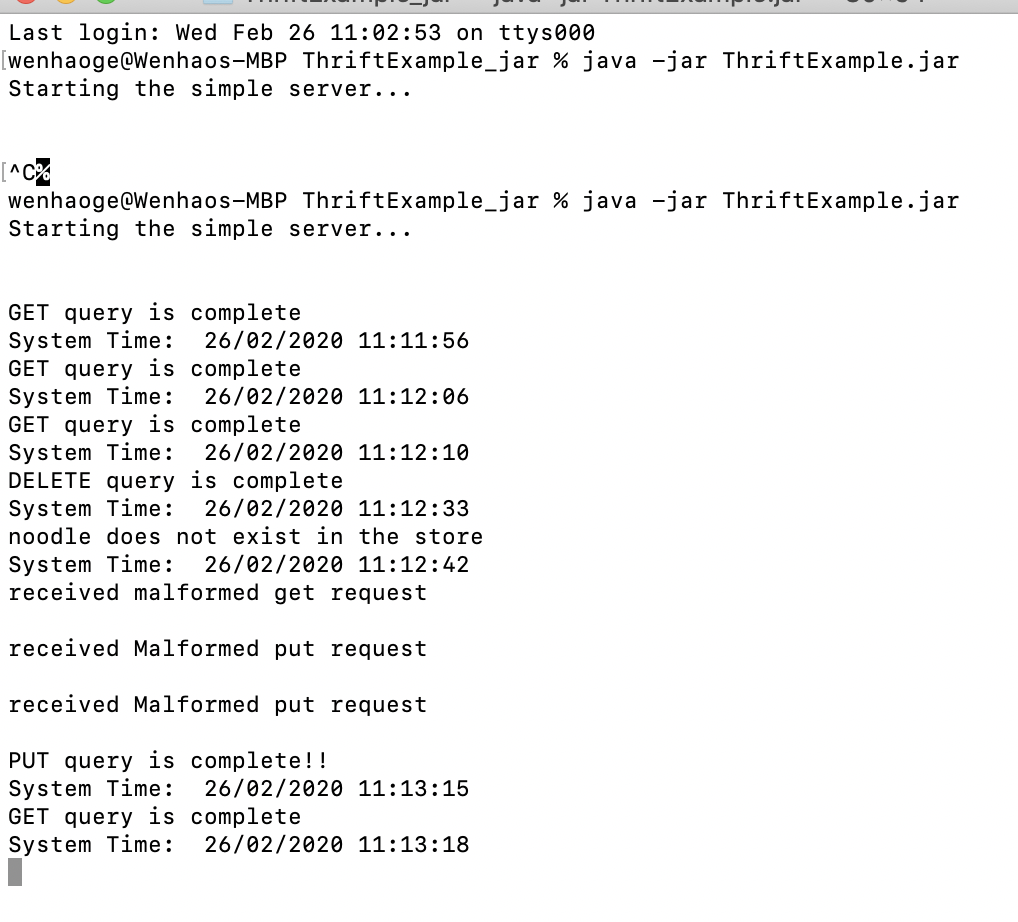 Last login: Wed Feb 26 11:02:53 on ttys000
[wenhaoge@Wenhaos-MBP ThriftExample_jar % java -jar ThriftExample.jar
Starting the simple server...
[^C%
wenhaoge@Wenhaos-MBP ThriftExample_jar % java -jar ThriftExample.jar
Starting the simple server...
GET query is complete
System Time:  26/02/2020 11:11:56
GET query is complete
System Time:  26/02/2020 11:12:06
GET query is complete
System Time:  26/02/2020 11:12:10
DELETE query is complete
System Time:  26/02/2020 11:12:33
noodle does not exist in the store
System Time:  26/02/2020 11:12:42
received malformed get request
received Malformed put request
received Malformed put request
PUT query is complete!!
System Time:  26/02/2020 11:13:15
GET query is complete
System Time:  26/02/2020 11:13:18